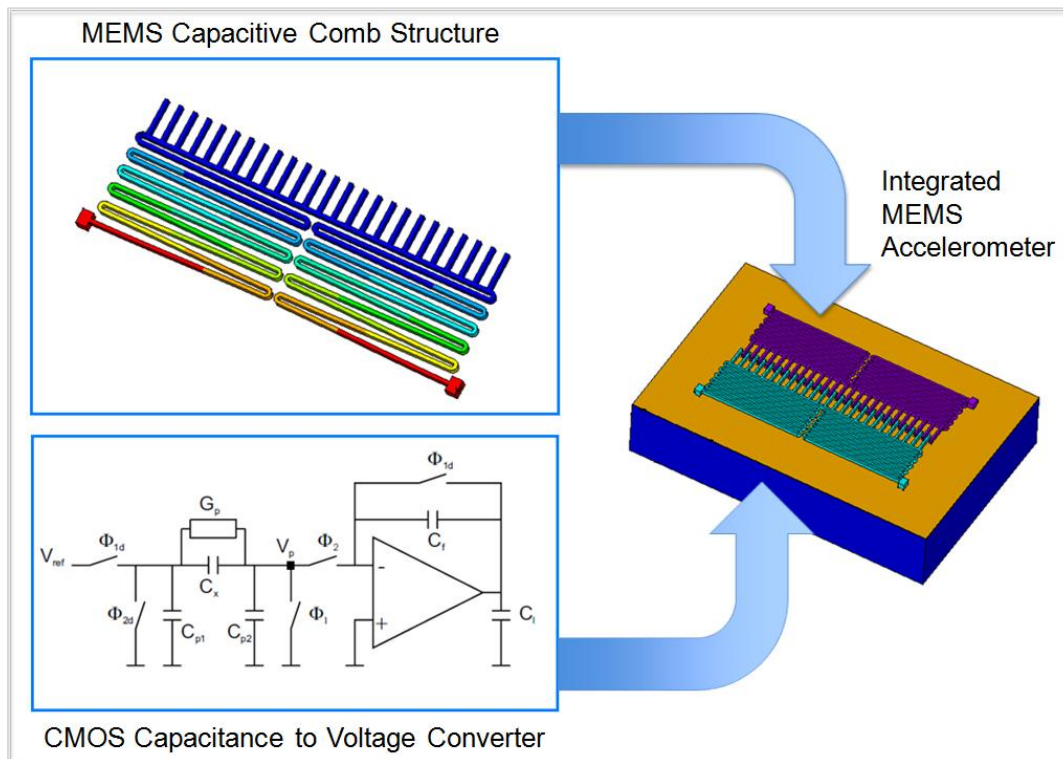 MEMS Capacitive Comb Structure
Integrated
MEMS
Accelerometer
Φ1d
Gp
Vref
Φ1d
Vp
Φ2
Cf
Cx
Φ2d
Cp1
Cp2
Φ1
-
+
Cl
CMOS Capacitance to Voltage Converter